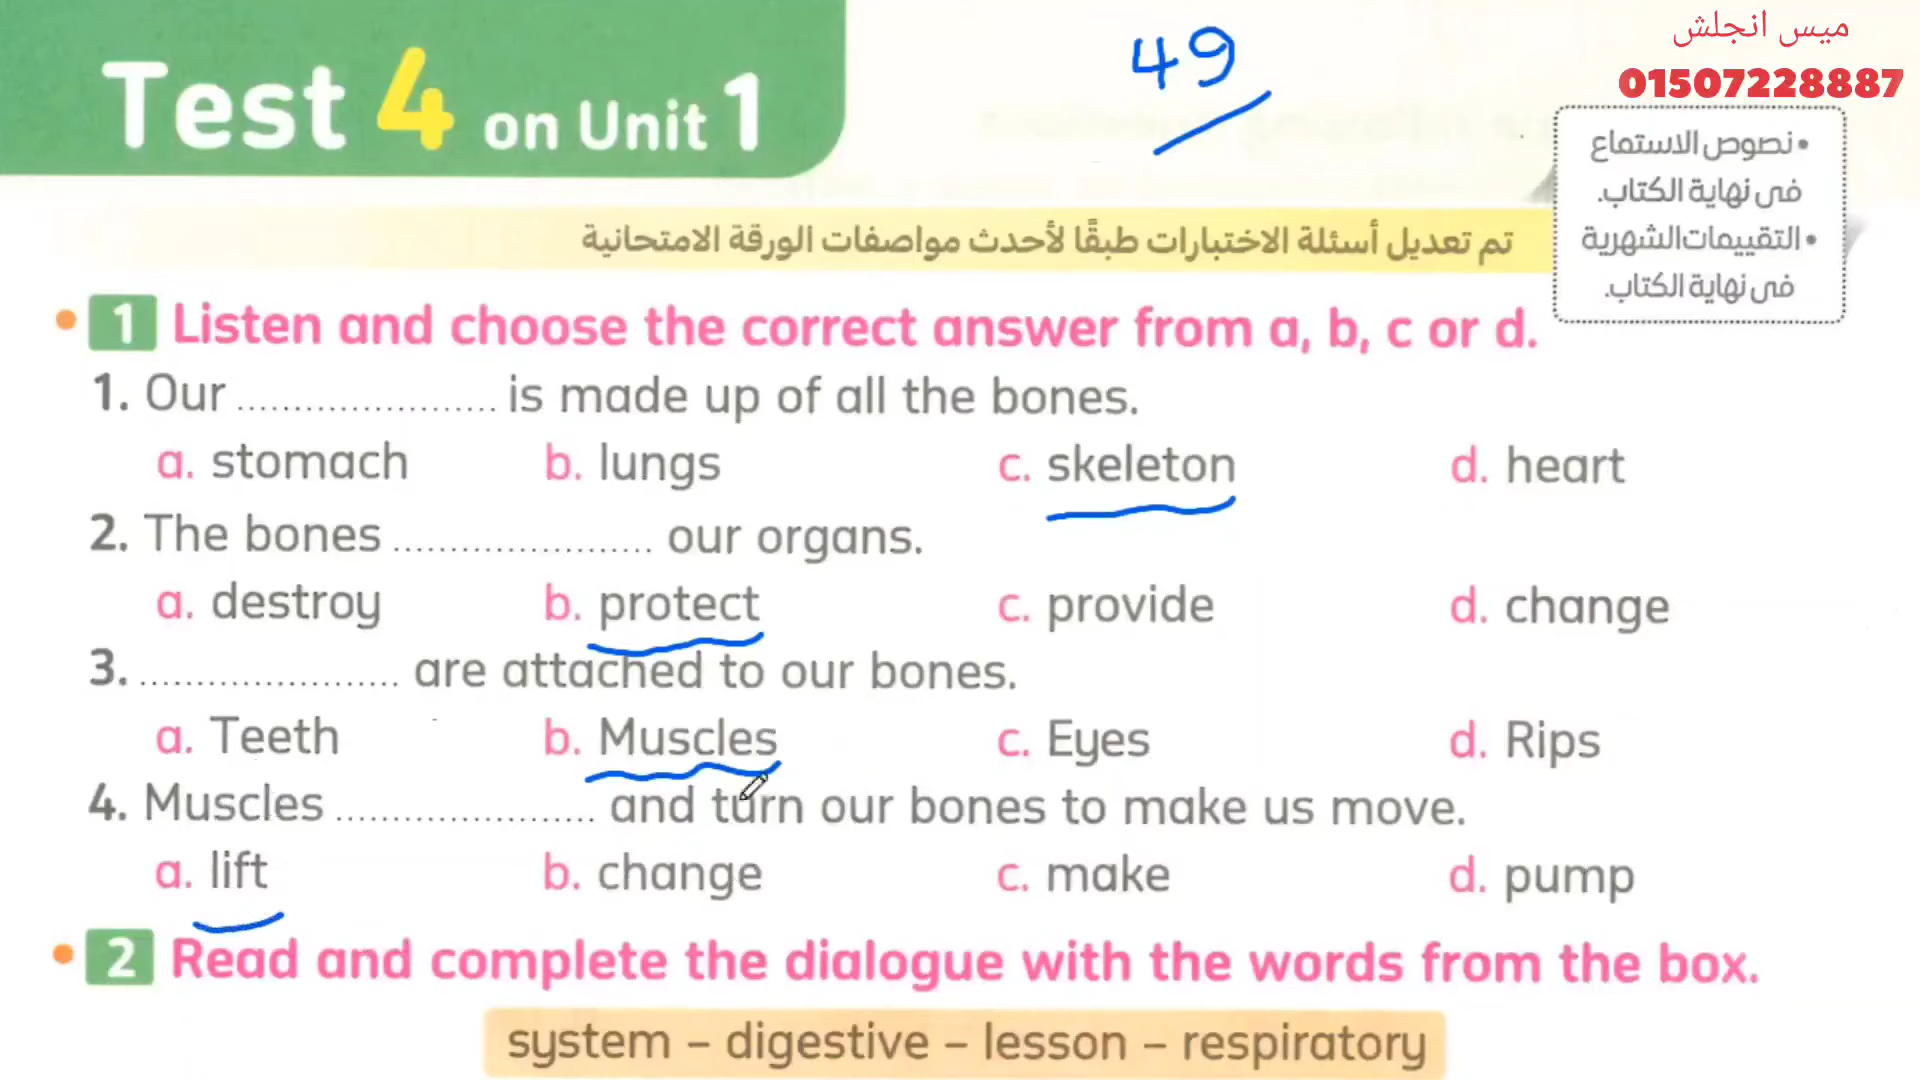 49
ميس انجلش
01507228887
Test 4 on Unit 1
• نصوص الاستماع
فى نهاية الكتاب.
• التقييمات الشهرية
فى نهاية الكتاب.
تم تعديل أسئلة الاختبارات طبقًا لأحدث مواصفات الورقة الامتحانية
• 1 Listen and choose the correct answer from a, b, c or d.
1. Our ...................... is made up of all the bones.
a. stomach b. lungs c. skeleton d. heart
2. The bones ...................... our organs.
a. destroy b. protect c. provide d. change
3. ...................... are attached to our bones.
a. Teeth b. Muscles c. Eyes d. Rips
4. Muscles ...................... and turn our bones to make us move.
a. lift b. change c. make d. pump
• 2 Read and complete the dialogue with the words from the box.
system – digestive – lesson – respiratory